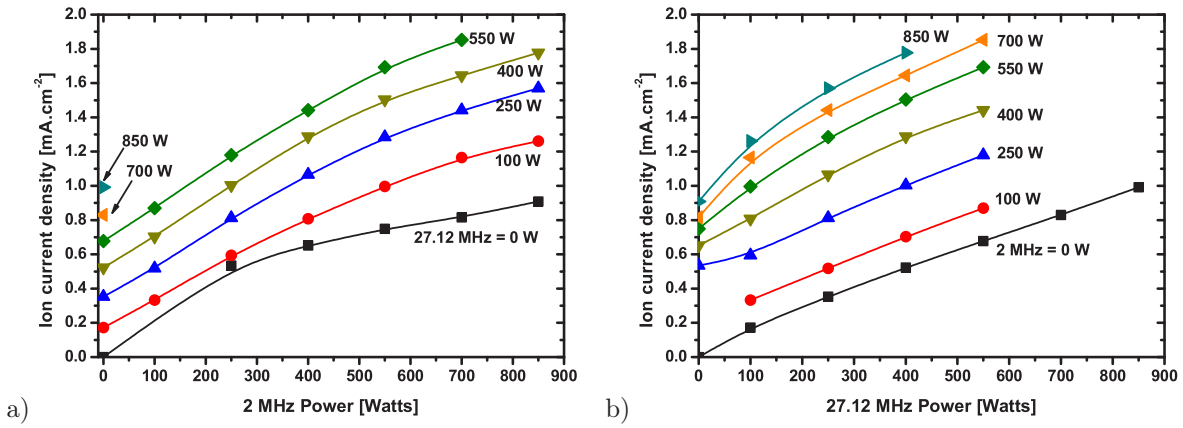 2.0
1.8
1.6
1.4
1.2
1.0
0.8
0.6
0.4
0.2
0.0
Ion current density [mA.cm-2]
550 W
400 W
250 W
100 W
27.12 MHz = 0 W
850 W
700 W
0 100 200 300 400 500 600 700 800 900
2 MHz Power [Watts]
a)
2.0
1.8
1.6
1.4
1.2
1.0
0.8
0.6
0.4
0.2
0.0
Ion current density [mA.cm-2]
850 W
700 W
550 W
400 W
250 W
100 W
2 MHz = 0 W
0 100 200 300 400 500 600 700 800 900
27.12 MHz Power [Watts]
b)